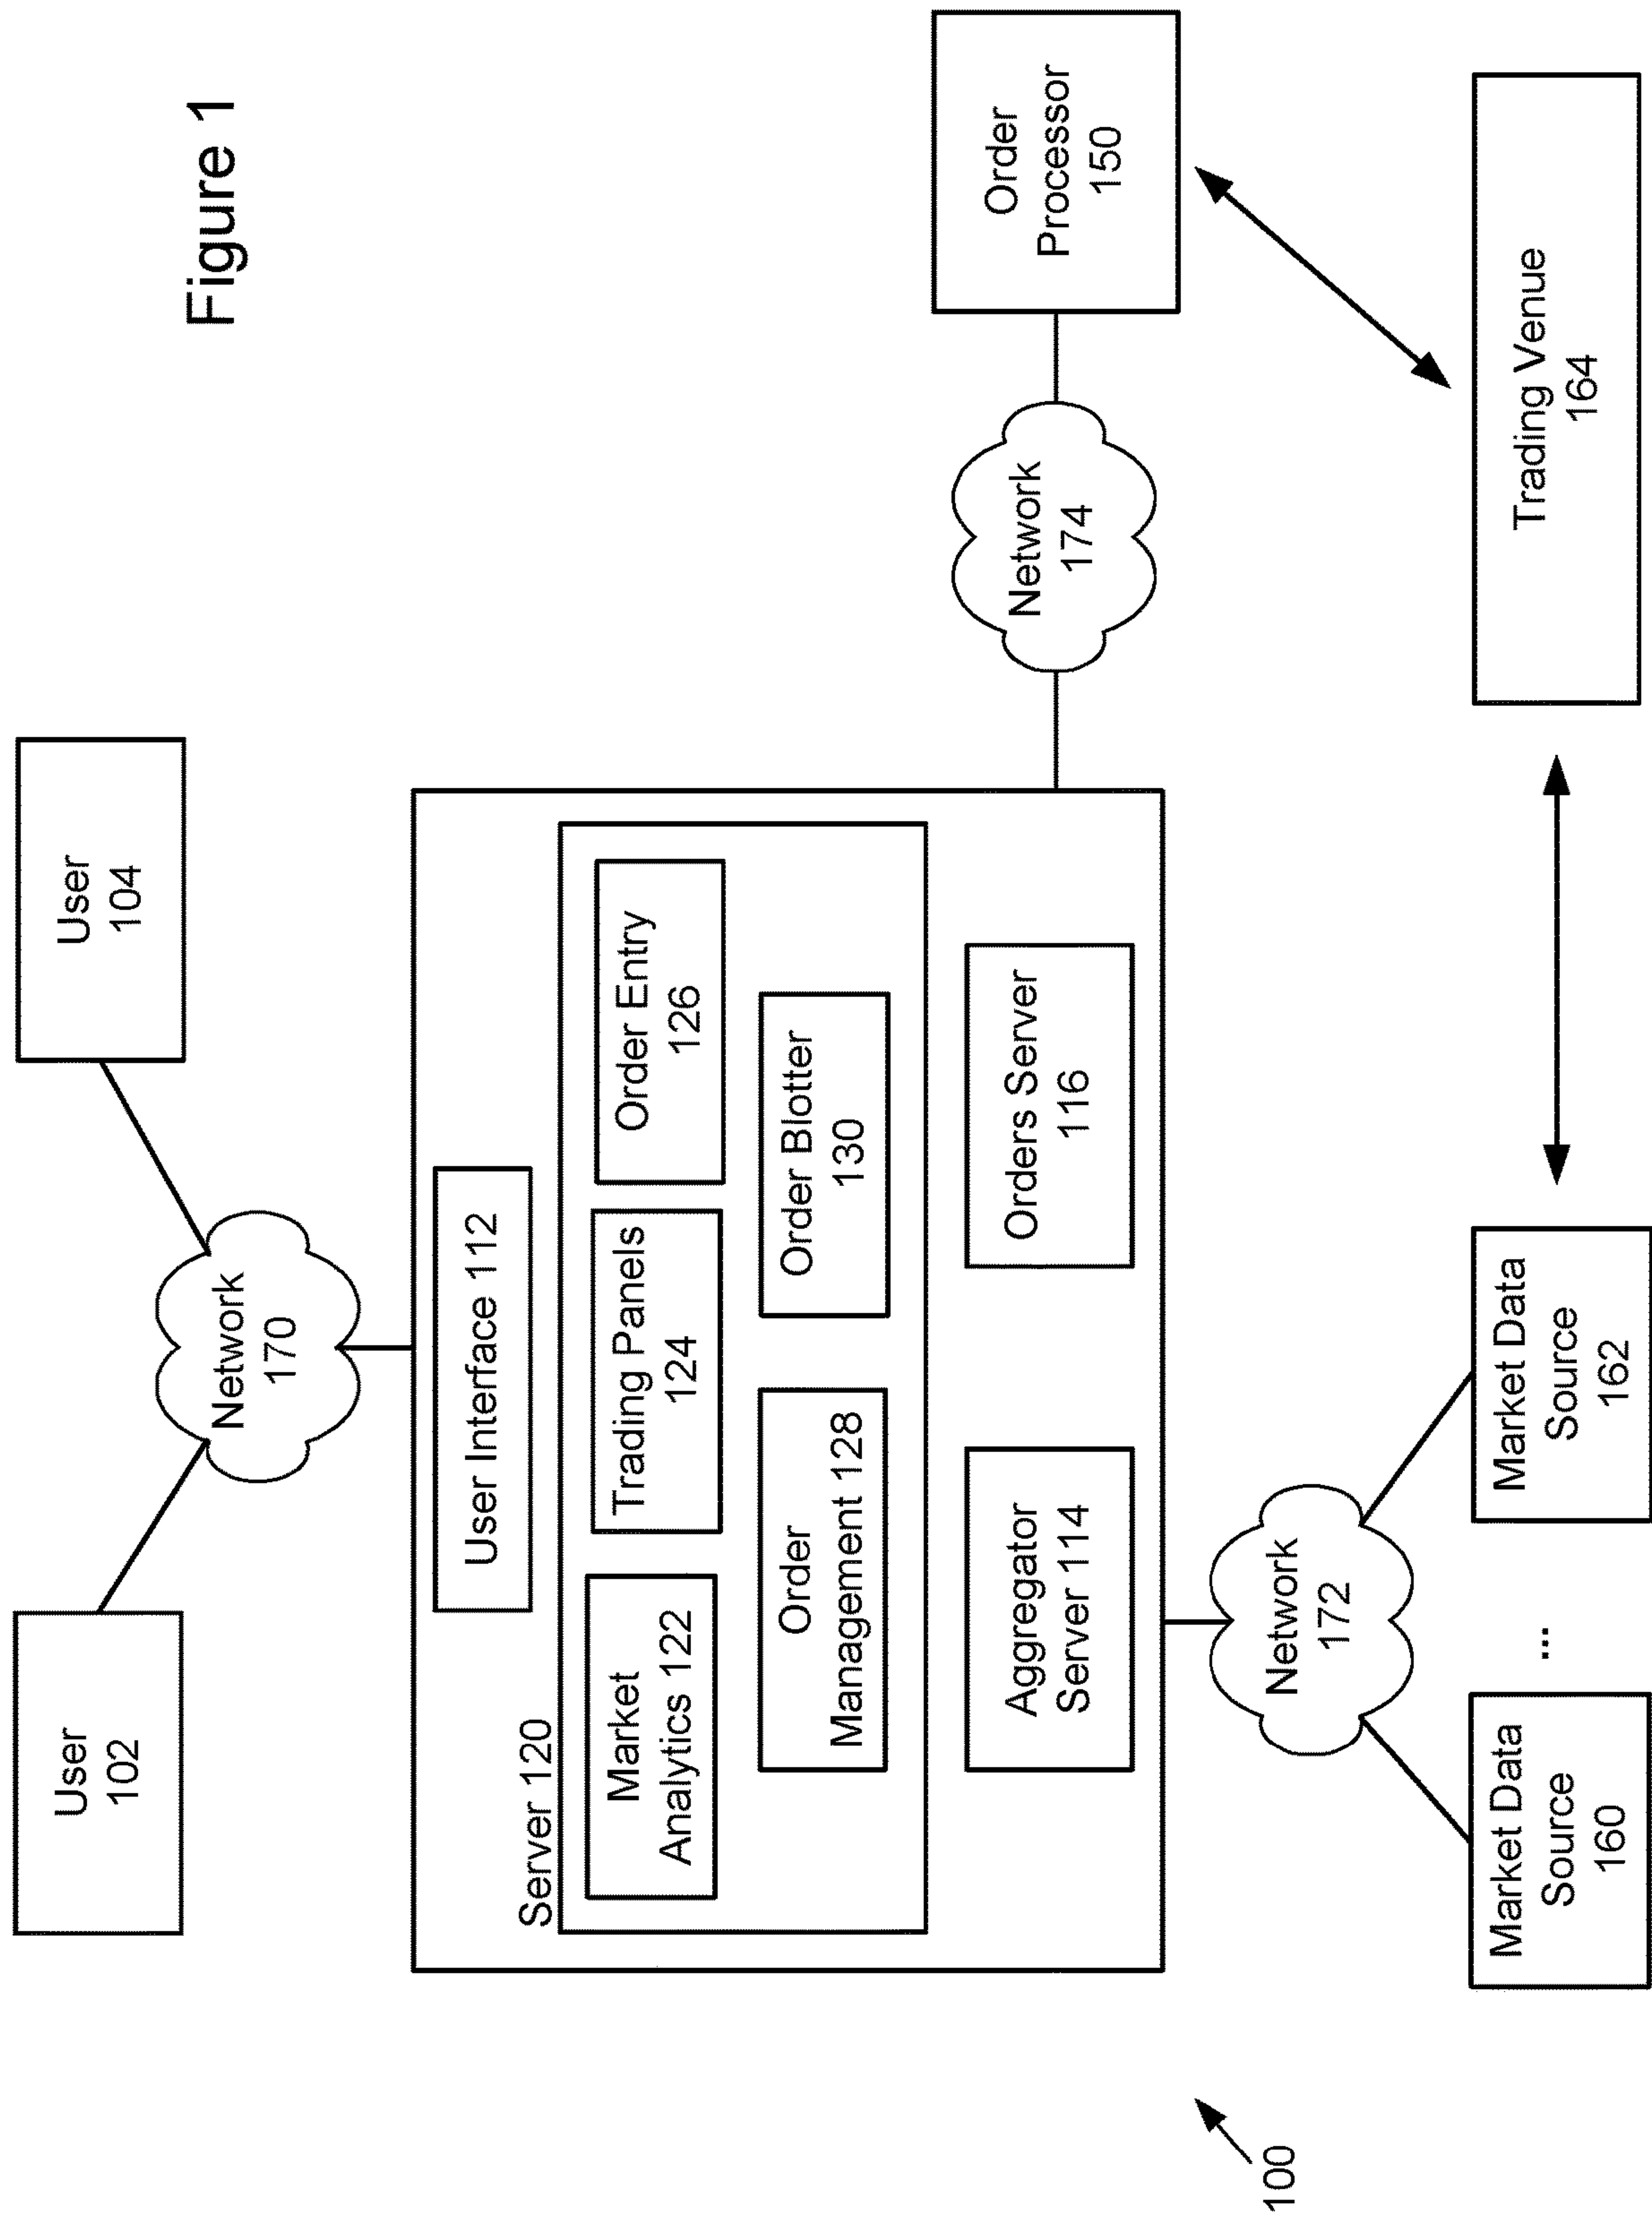 Figure 1
User
102
User
104
Network
170
User Interface 112
Server 120
Market
Analytics 122
Trading Panels
124
Order Entry
126
Order
Management 128
Order Blotter
130
Aggregator
Server 114
Orders Server
116
Network
174
Order
Processor
150
Network
172
Market Data
Source
160
...
Market Data
Source
162
Trading Venue
164
100